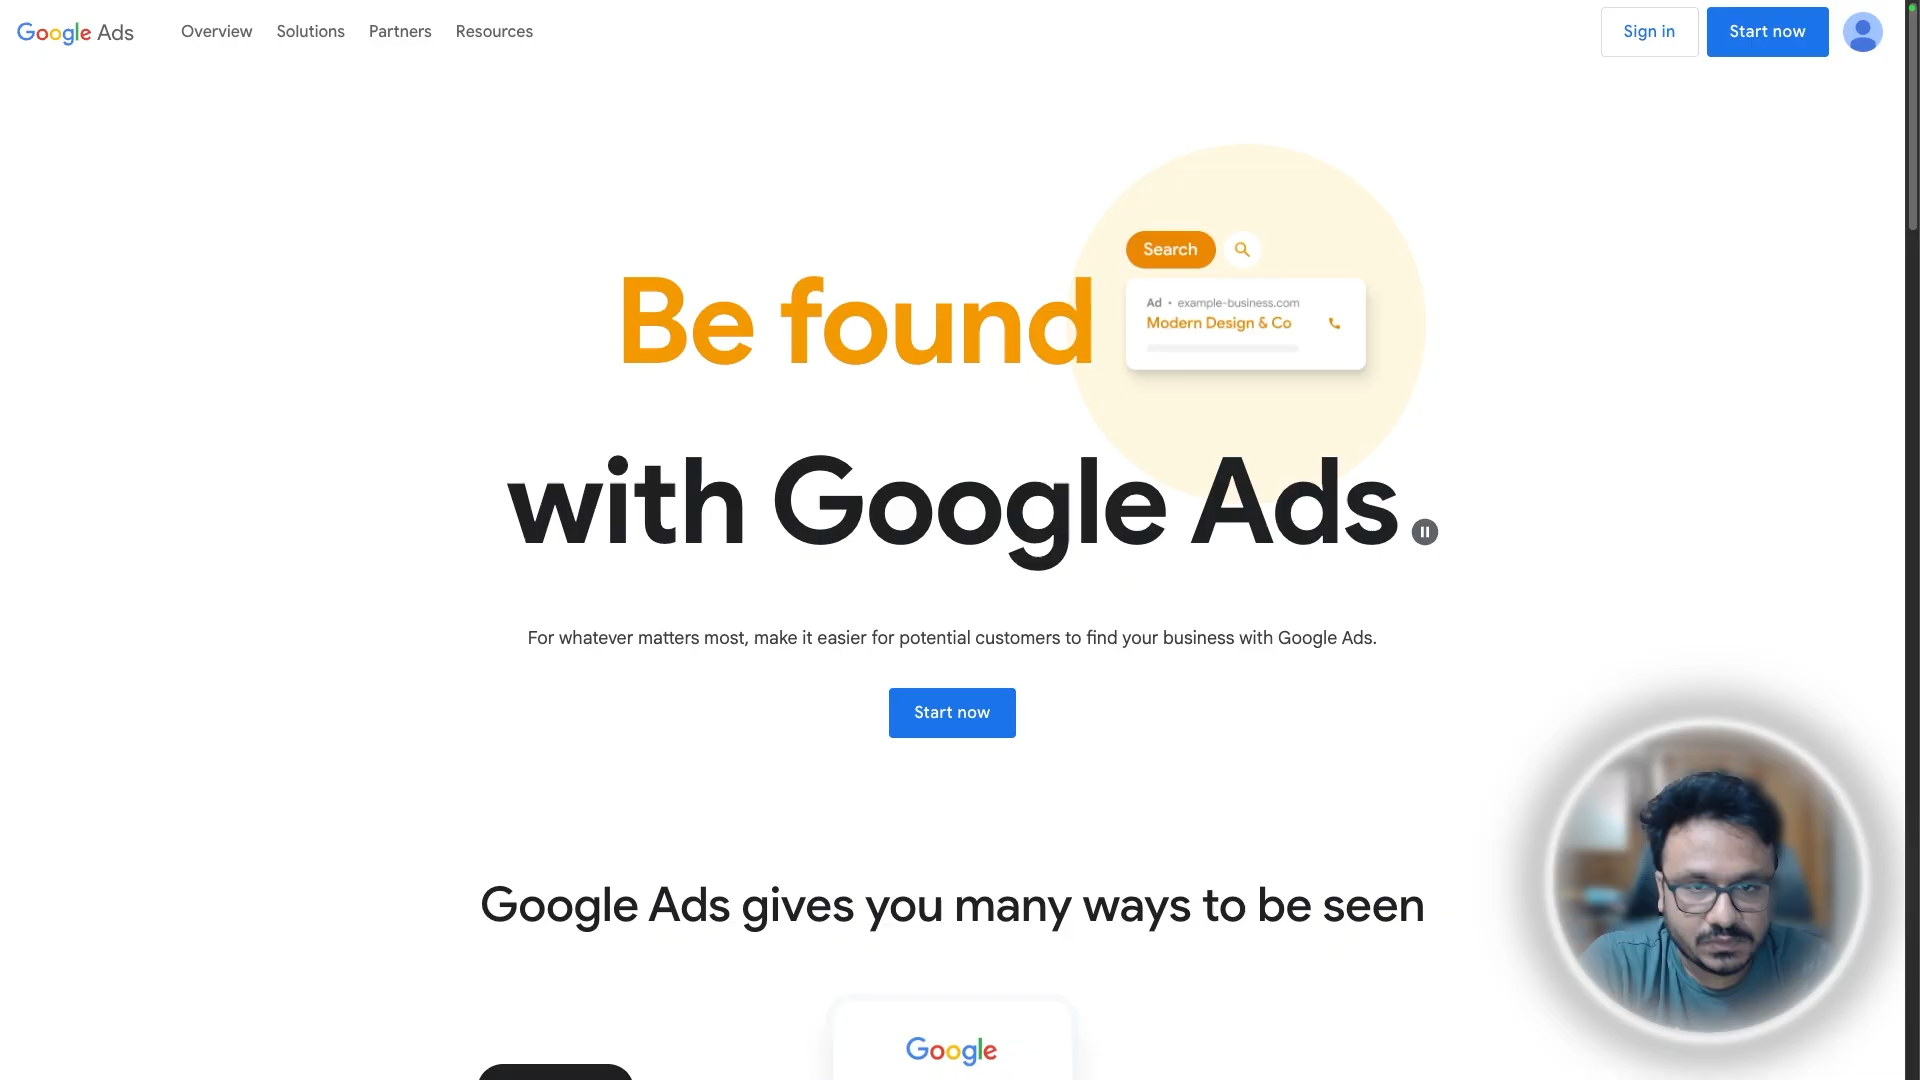 Google Ads
Overview
Solutions
Partners
Resources
Sign in
Start now
Be found
Search
Ad • example-business.com
Modern Design & Co
with Google Ads.
For whatever matters most, make it easier for potential customers to find your business with Google Ads.
Start now
Google Ads gives you many ways to be seen
Google